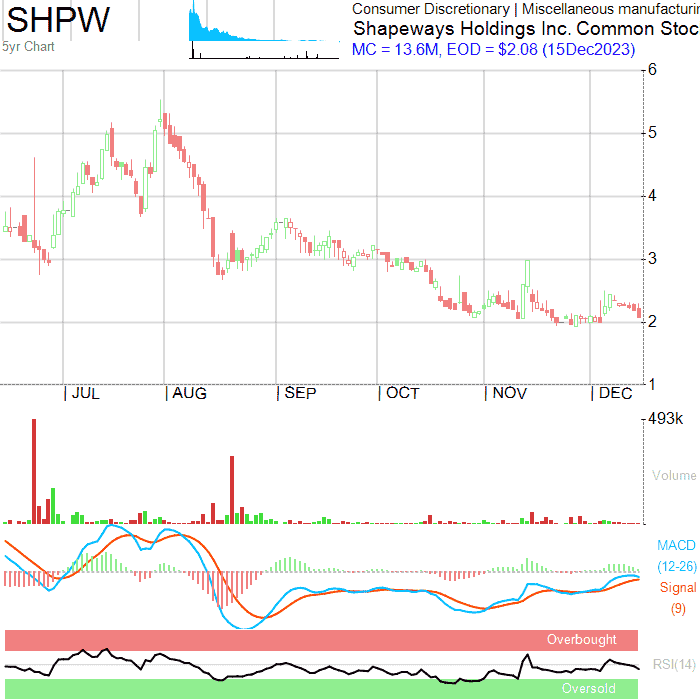 SHPW
5yr Chart
Consumer Discretionary | Miscellaneous manufacturin
Shapeways Holdings Inc. Common Stoc
MC = 13.6M, EOD = $2.08 (15Dec2023)
6
5
4
3
2
1
JUL
AUG
SEP
OCT
NOV
DEC
493k
Volume
MACD
(12-26)
Signal
(9)
Overbought
RSI(14)
Oversold